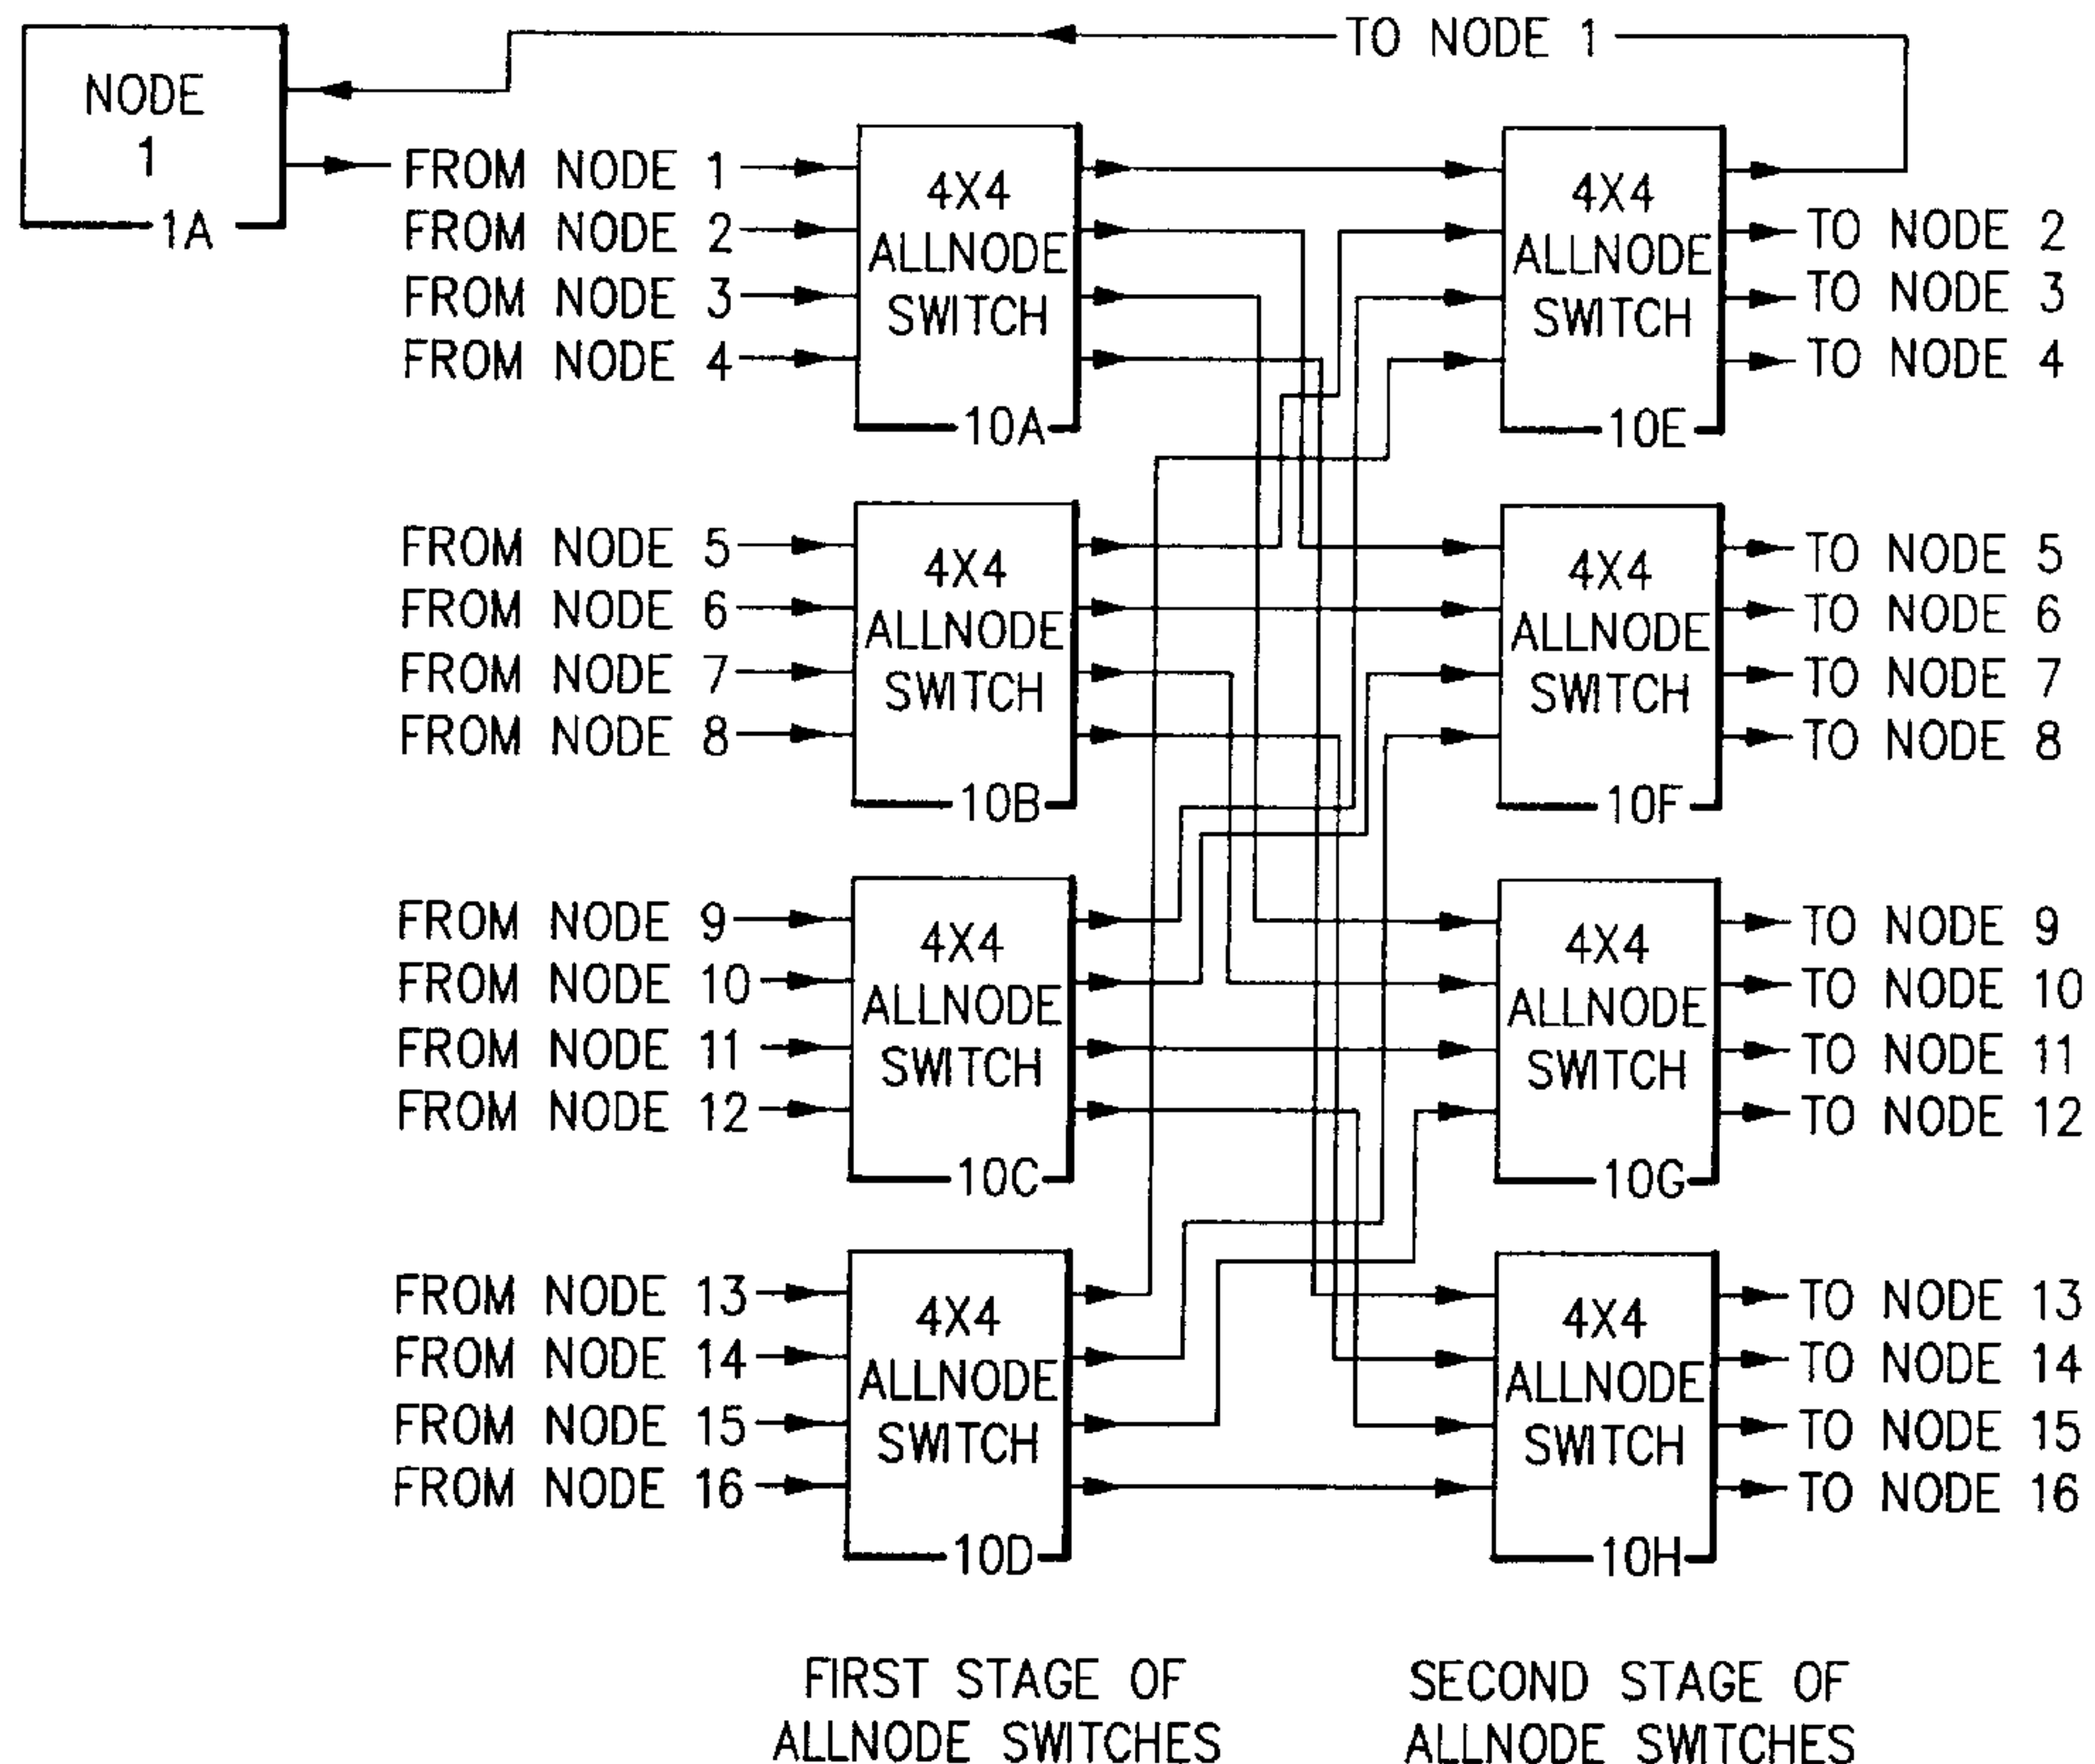 TO NODE 1
NODE
1
1A
FROM NODE 1
FROM NODE 2
FROM NODE 3
FROM NODE 4
4X4
ALLNODE
SWITCH
10A
4X4
ALLNODE
SWITCH
10E
TO NODE 2
TO NODE 3
TO NODE 4
FROM NODE 5
FROM NODE 6
FROM NODE 7
FROM NODE 8
4X4
ALLNODE
SWITCH
10B
4X4
ALLNODE
SWITCH
10F
TO NODE 5
TO NODE 6
TO NODE 7
TO NODE 8
FROM NODE 9
FROM NODE 10
FROM NODE 11
FROM NODE 12
4X4
ALLNODE
SWITCH
10C
4X4
ALLNODE
SWITCH
10G
TO NODE 9
TO NODE 10
TO NODE 11
TO NODE 12
FROM NODE 13
FROM NODE 14
FROM NODE 15
FROM NODE 16
4X4
ALLNODE
SWITCH
10D
4X4
ALLNODE
SWITCH
10H
TO NODE 13
TO NODE 14
TO NODE 15
TO NODE 16
FIRST STAGE OF
ALLNODE SWITCHES
SECOND STAGE OF
ALLNODE SWITCHES